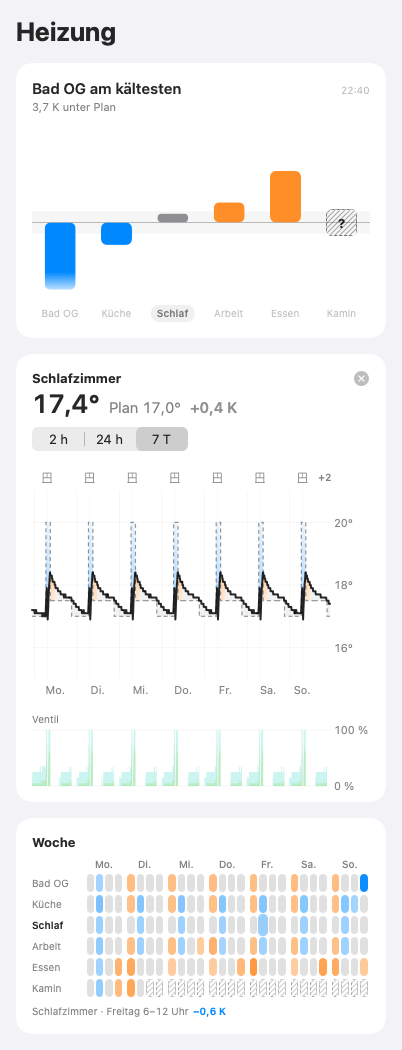 Heizung
Bad OG am kältesten
22:40
3,7 K unter Plan
?
Bad OG Küche Schlaf Arbeit Essen Kamin
Schlafzimmer
17,4° Plan 17,0° +0,4 K
2 h 24 h 7 T
+2
20°
18°
16°
Mo. Di. Mi. Do. Fr. Sa. So.
Ventil
100 %
0 %
Woche
Mo. Di. Mi. Do. Fr. Sa. So.
Bad OG
Küche
Schlaf
Arbeit
Essen
Kamin
Schlafzimmer · Freitag 6–12 Uhr −0,6 K